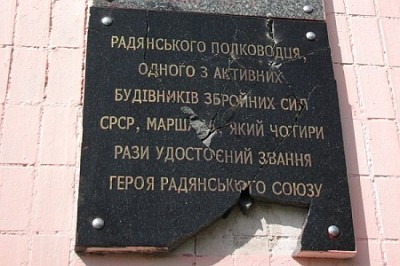 РАДЯНСЬКОГО ПОЛКОВОДЦЯ,
ОДНОГО З АКТИВНИХ
БУДІВНИКІВ ЗБРОЙНИХ СИЛ
СРСР, ЯКИЙ ЧОТИРИ
РАЗИ УДОСТОЄНИЙ ЗВАННЯ
ГЕРОЯ РАДЯНСЬКОГО СОЮЗУ